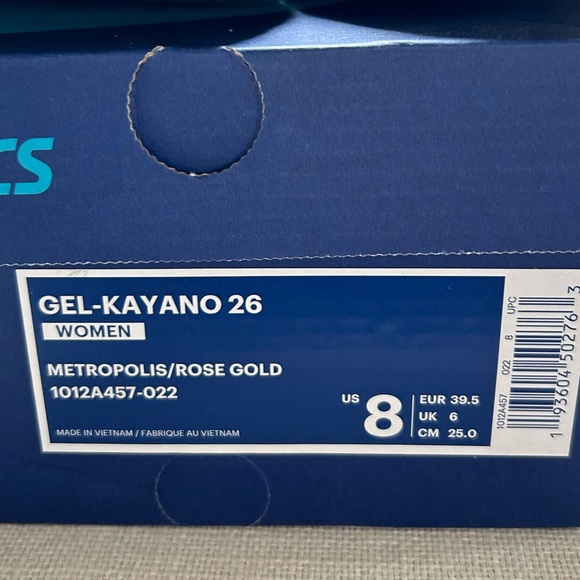 CS
GEL-KAYANO 26
WOMEN
METROPOLIS/ROSE GOLD
1012A457-022
MADE IN VIETNAM / FABRIQUE AU VIETNAM
US 8
EUR 39.5
UK 6
CM 25.0
1012A457 022 8 UPC
1 93604 50276 3